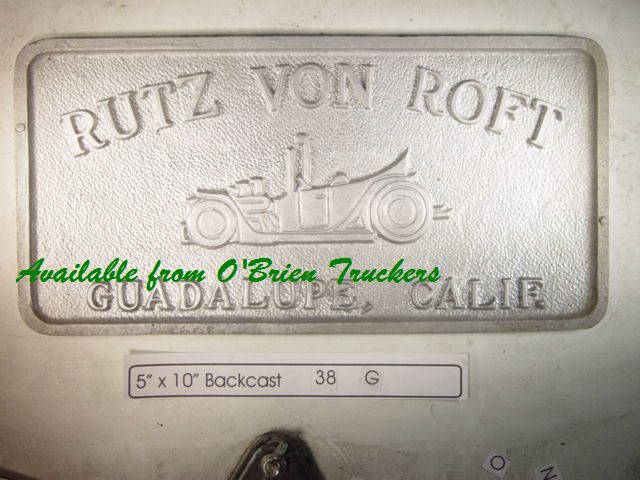 RUTZ VON ROFT
Available from O'Brien Truckers
GUADALUPE, CALIF.
5" x 10" Backcast 38 G
O
N